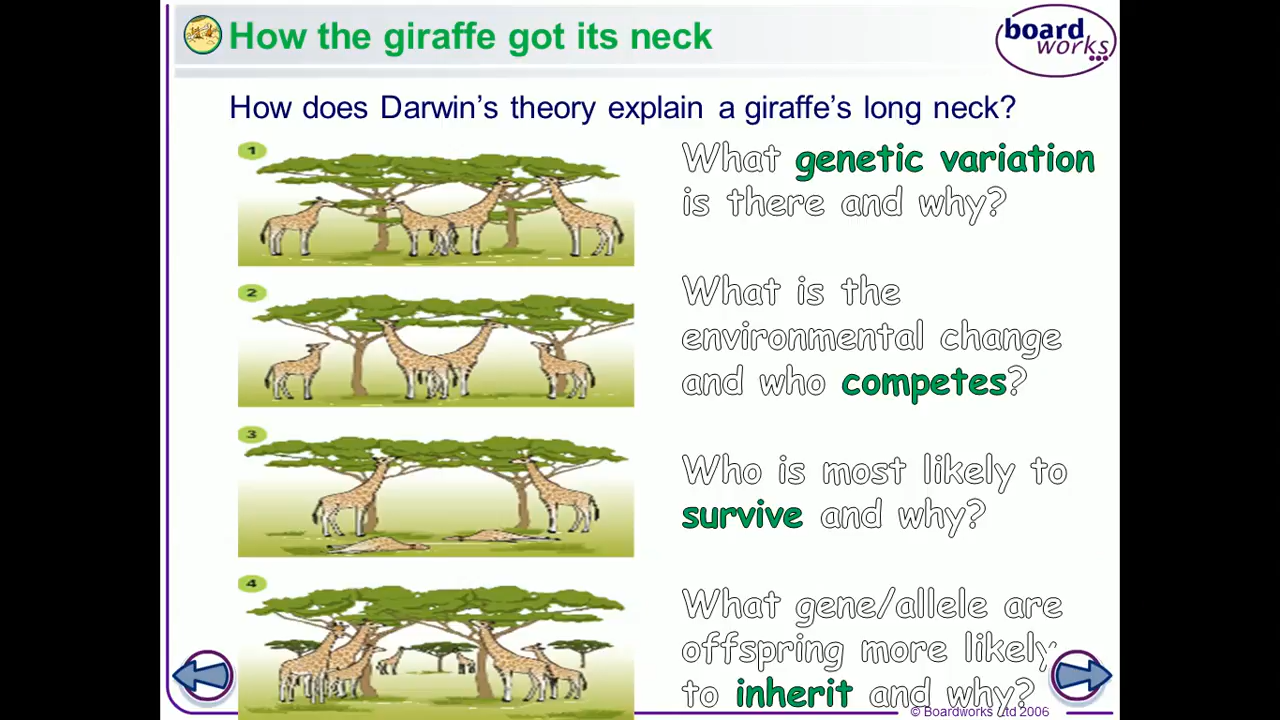 How the giraffe got its neck
board
works
How does Darwin's theory explain a giraffe's long neck?
1
What genetic variation
is there and why?
2
What is the
environmental change
and who competes?
3
Who is most likely to
survive and why?
4
What gene/allele are
offspring more likely
to inherit and why?
© Boardworks Ltd 2006